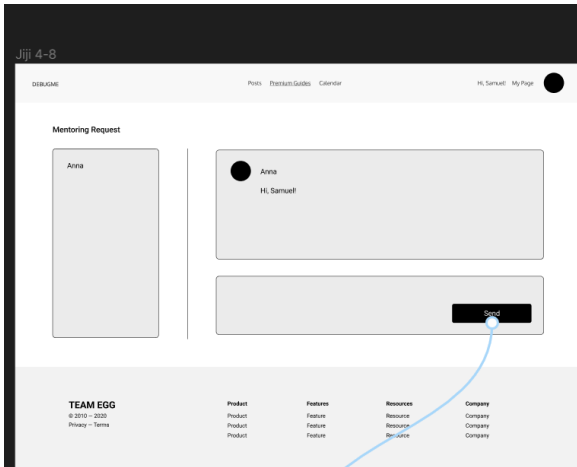 Jiji 4-8
DEBUGME Posts Premium Guides Calendar Hi, Samuel! My Page
Mentoring Request
Anna
Anna
Hi, Samuel!
Send
TEAM EGG
© 2010 — 2020
Privacy — Terms
Product
Product
Product
Product
Features
Feature
Feature
Feature
Resources
Resource
Resource
Resource
Company
Company
Company
Company